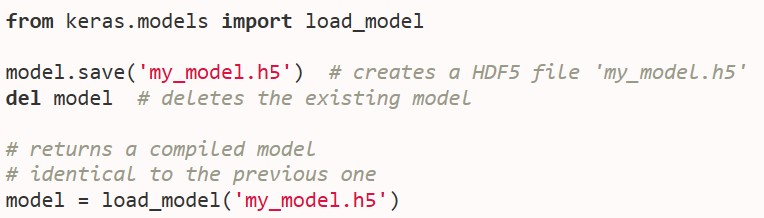 from keras.models import load_model
model.save('my_model.h5')  # creates a HDF5 file 'my_model.h5'
del model  # deletes the existing model
# returns a compiled model
# identical to the previous one
model = load_model('my_model.h5')